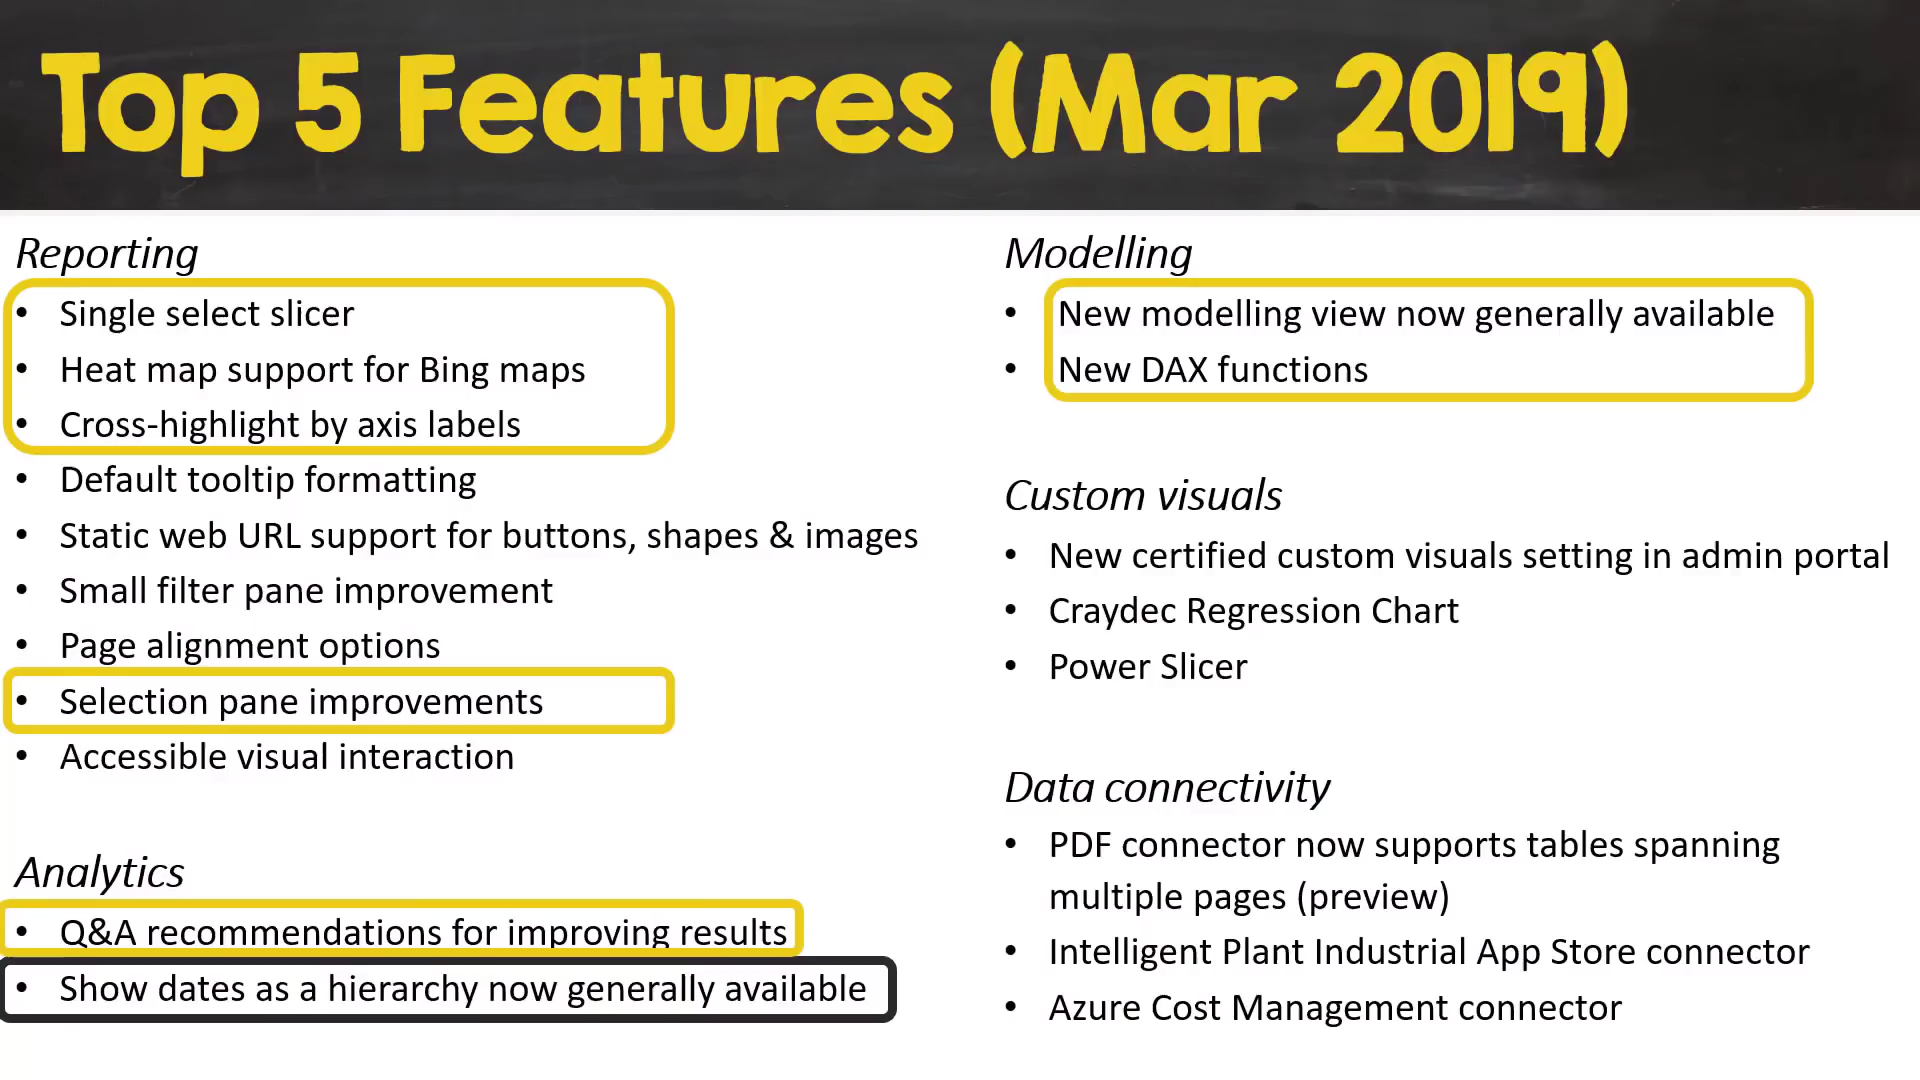 Top 5 Features (Mar 2019)
Reporting
• Single select slicer
• Heat map support for Bing maps
• Cross-highlight by axis labels
• Default tooltip formatting
• Static web URL support for buttons, shapes & images
• Small filter pane improvement
• Page alignment options
• Selection pane improvements
• Accessible visual interaction
Analytics
• Q&A recommendations for improving results
• Show dates as a hierarchy now generally available
Modelling
• New modelling view now generally available
• New DAX functions
Custom visuals
• New certified custom visuals setting in admin portal
• Craydec Regression Chart
• Power Slicer
Data connectivity
• PDF connector now supports tables spanning
multiple pages (preview)
• Intelligent Plant Industrial App Store connector
• Azure Cost Management connector